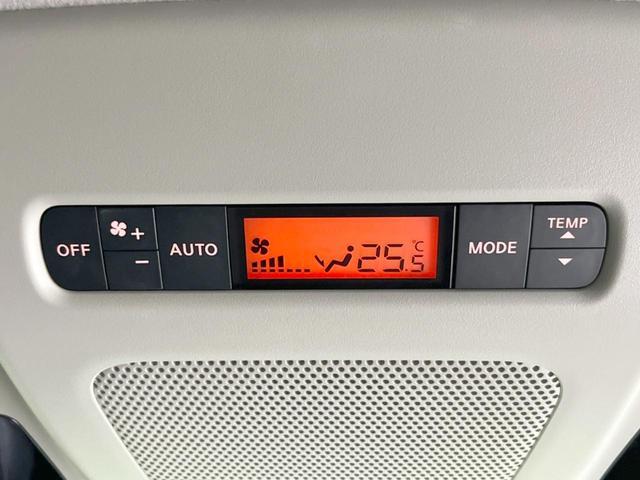 OFF
+
-
AUTO
25.5 °C
MODE
TEMP